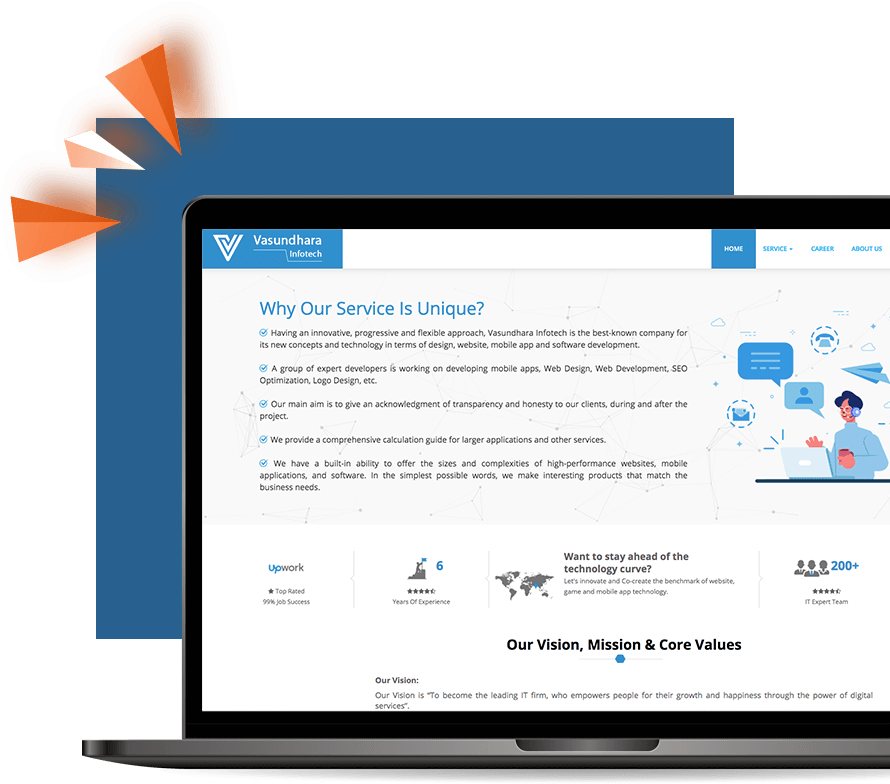 Vasundhara
Infotech
HOME SERVICE CAREER ABOUT US
Why Our Service Is Unique?
Having an innovative, progressive and flexible approach, Vasundhara Infotech is the best-known company for
its new concepts and technology in terms of design, website, mobile app and software development.
A group of expert developers is working on developing mobile apps, Web Design, Web Development, SEO
Optimization, Logo Design, etc.
Our main aim is to give an acknowledgment of transparency and honesty to our clients, during and after the
project.
We provide a comprehensive calculation guide for larger applications and other services.
We have a built-in ability to offer the sizes and complexities of high-performance websites, mobile
applications, and software. In the simplest possible words, we make interesting products that match the
business needs.
upwork
Top Rated
99% Job Success
6
Years Of Experience
Want to stay ahead of the
technology curve?
Let's innovate and Co-create the benchmark of website,
game and mobile app technology.
200+
IT Expert Team
Our Vision, Mission & Core Values
Our Vision:
Our Vision is "To become the leading IT firm, who empowers people for their growth and happiness through the power of digital
services".